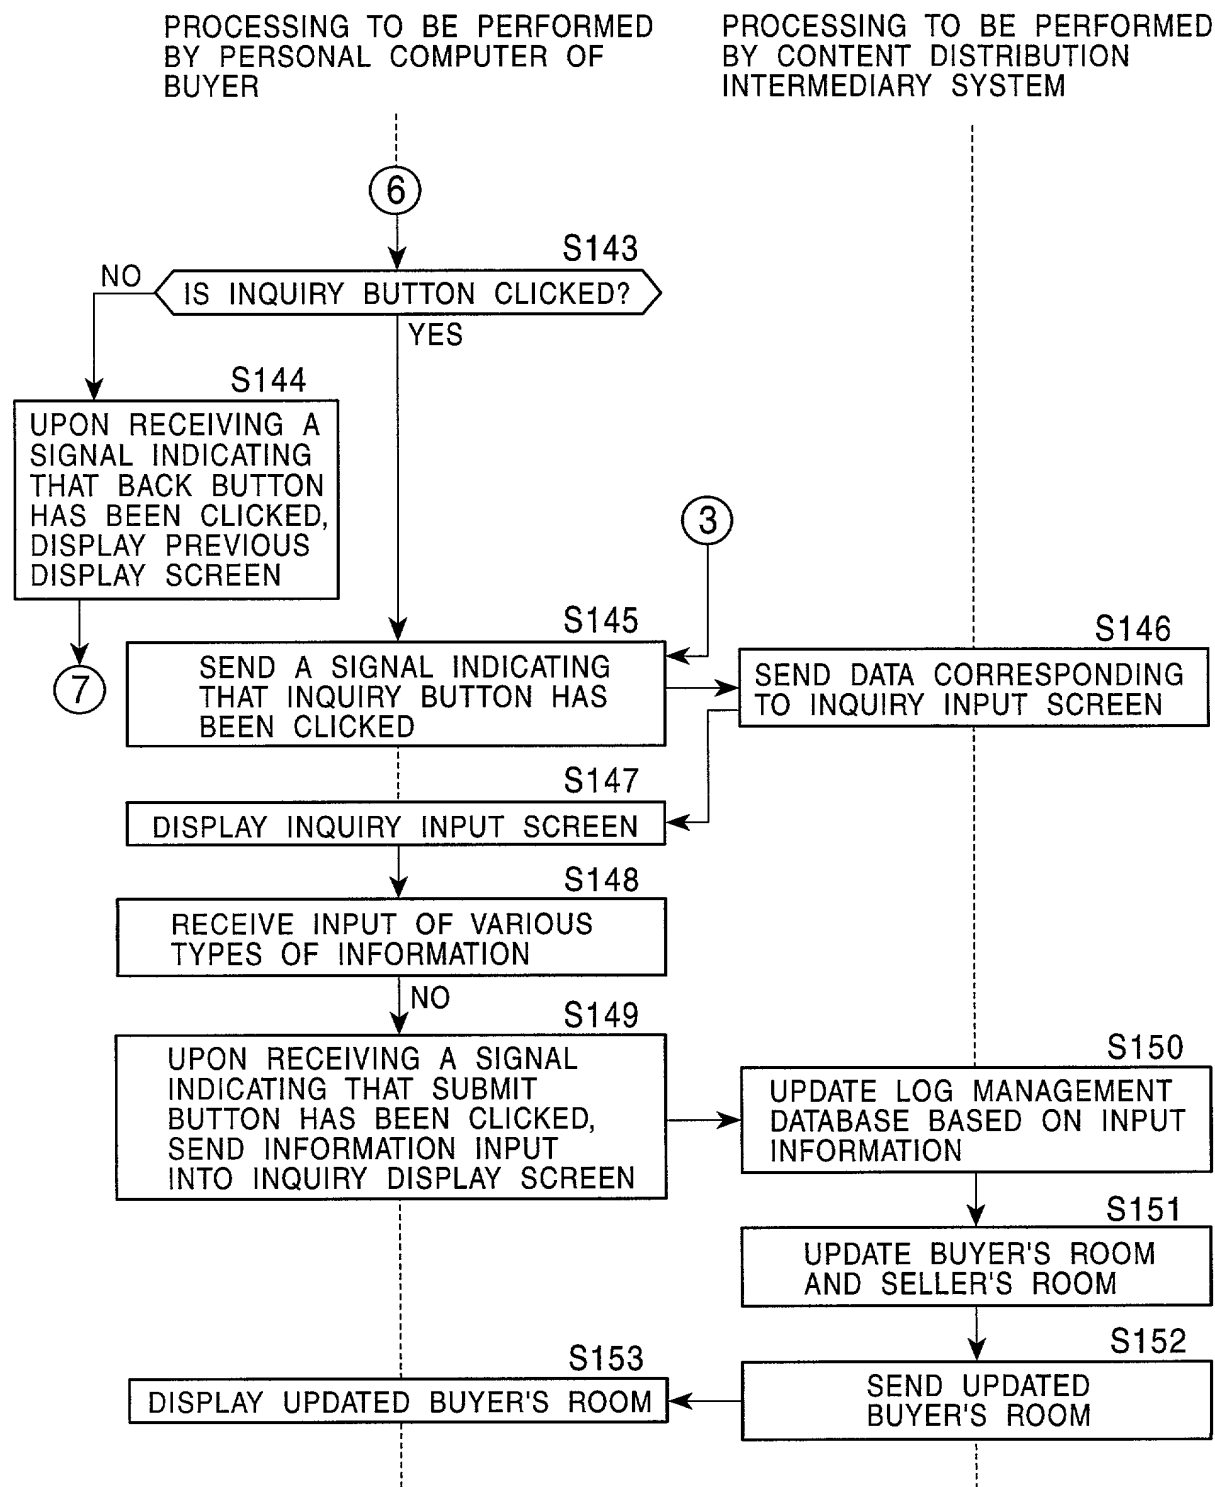 PROCESSING TO BE PERFORMED
BY PERSONAL COMPUTER OF
BUYER
PROCESSING TO BE PERFORMED
BY CONTENT DISTRIBUTION
INTERMEDIARY SYSTEM
6
S143
NO
IS INQUIRY BUTTON CLICKED?
YES
S144
UPON RECEIVING A
SIGNAL INDICATING
THAT BACK BUTTON
HAS BEEN CLICKED,
DISPLAY PREVIOUS
DISPLAY SCREEN
7
3
S145
SEND A SIGNAL INDICATING
THAT INQUIRY BUTTON HAS
BEEN CLICKED
S146
SEND DATA CORRESPONDING
TO INQUIRY INPUT SCREEN
S147
DISPLAY INQUIRY INPUT SCREEN
S148
RECEIVE INPUT OF VARIOUS
TYPES OF INFORMATION
NO
S149
UPON RECEIVING A SIGNAL
INDICATING THAT SUBMIT
BUTTON HAS BEEN CLICKED,
SEND INFORMATION INPUT
INTO INQUIRY DISPLAY SCREEN
S150
UPDATE LOG MANAGEMENT
DATABASE BASED ON INPUT
INFORMATION
S151
UPDATE BUYER'S ROOM
AND SELLER'S ROOM
S152
SEND UPDATED
BUYER'S ROOM
S153
DISPLAY UPDATED BUYER'S ROOM